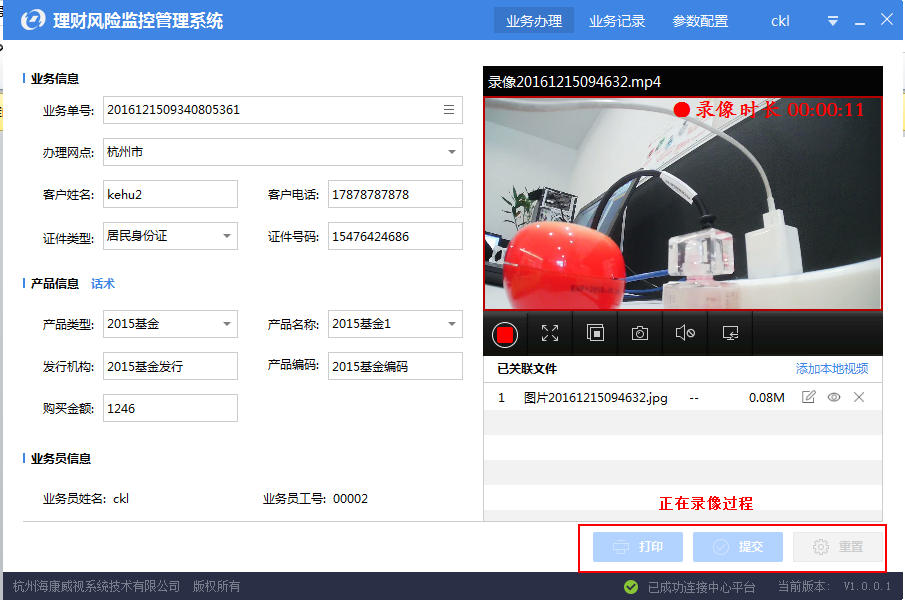 理财风险监控管理系统 业务办理 业务记录 参数配置 ckl
业务信息
业务单号: 2016121509340805361
办理网点: 杭州市
客户姓名: kehu2 客户电话: 17878787878
证件类型: 居民身份证 证件号码: 15476424686
产品信息 话术
产品类型: 2015基金 产品名称: 2015基金1
发行机构: 2015基金发行 产品编码: 2015基金编码
购买金额: 1246
业务员信息
业务员姓名: ckl 业务员工号: 00002
录像20161215094632.mp4
录像时长 00:00:11
已关联文件 添加本地视频
1 图片20161215094632.jpg -- 0.08M
正在录像过程
打印 提交 重置
杭州海康威视系统技术有限公司 版权所有 已成功连接中心平台 当前版本: V1.0.0.1